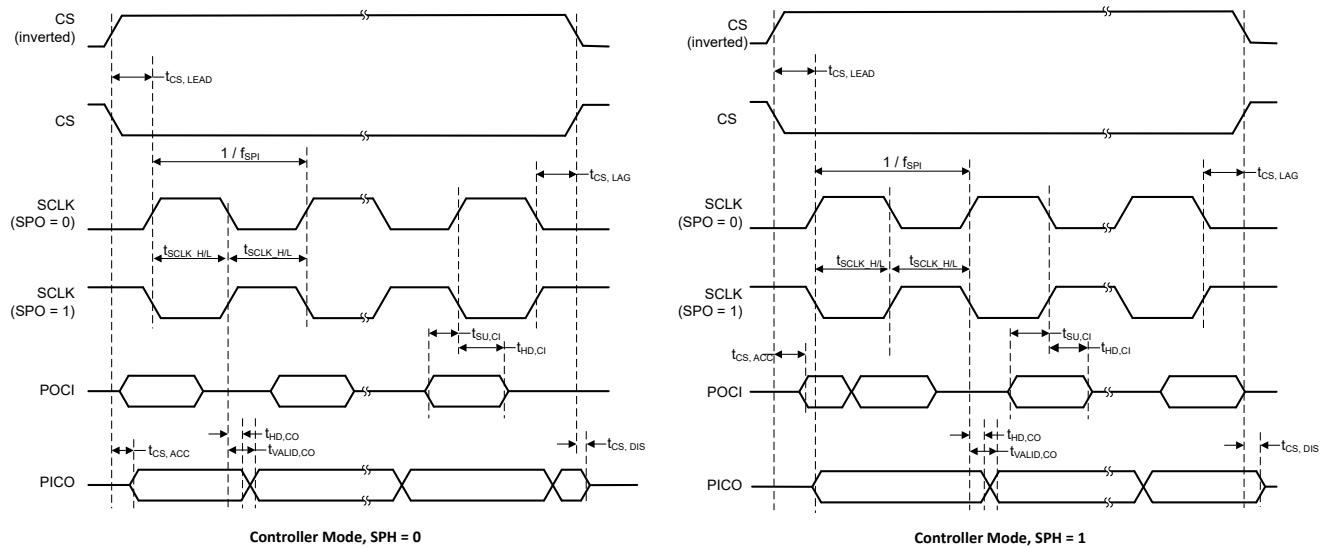 CS
(inverted)
tCS, LEAD
CS
1 / fSPI
tCS, LAG
SCLK
(SPO = 0)
tSCLK_H/L
tSCLK_H/L
SCLK
(SPO = 1)
tSU,CI
tHD,CI
POCI
tHD,CO
tCS, ACC
tVALID,CO
tCS, DIS
PICO
Controller Mode, SPH = 0
CS
(inverted)
tCS, LEAD
CS
1 / fSPI
tCS, LAG
SCLK
(SPO = 0)
tSCLK_H/L
tSCLK_H/L
SCLK
(SPO = 1)
tSU,CI
tCS, ACC
tHD,CI
POCI
tHD,CO
tVALID,CO
tCS, DIS
PICO
Controller Mode, SPH = 1